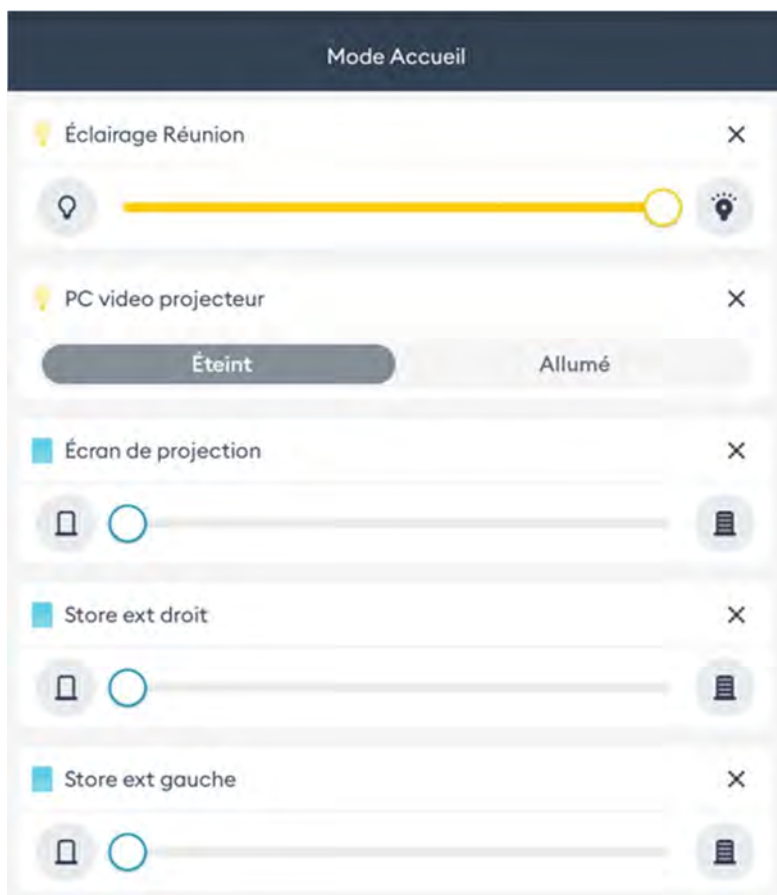 Mode Accueil
Éclairage Réunion
PC video projecteur
Éteint Allumé
Écran de projection
Store ext droit
Store ext gauche